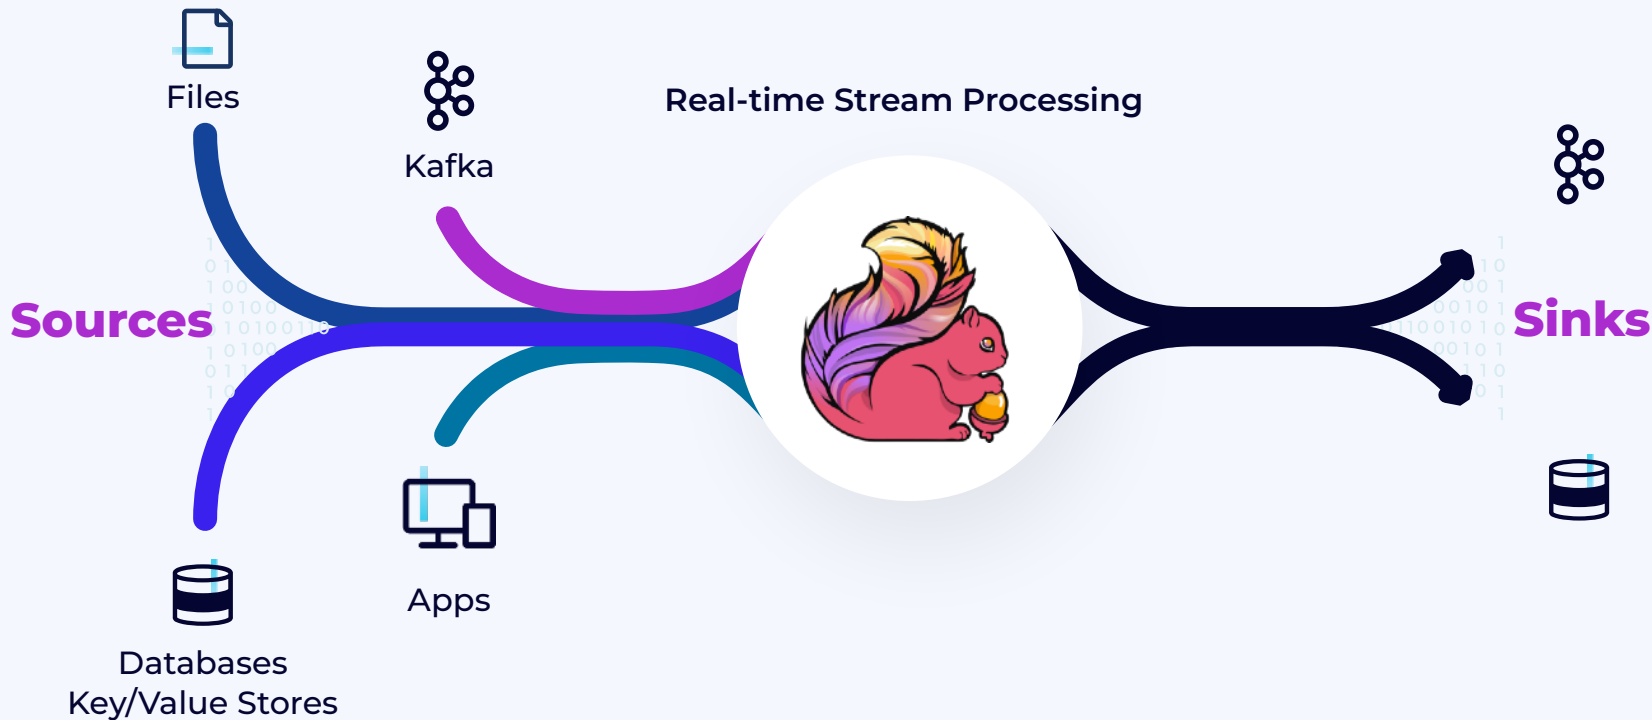 Files
Kafka
Real-time Stream Processing
Sources
Sinks
Apps
Databases
Key/Value Stores